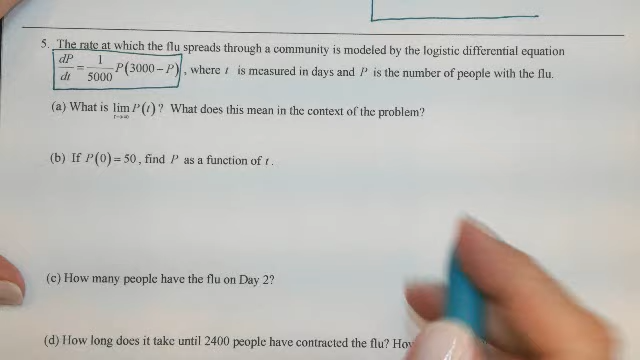 5. The rate at which the flu spreads through a community is modeled by the logistic differential equation
dP/dt = 1/5000 P(3000 − P), where t is measured in days and P is the number of people with the flu.
(a) What is lim t→∞ P(t)? What does this mean in the context of the problem?
(b) If P(0) = 50, find P as a function of t.
(c) How many people have the flu on Day 2?
(d) How long does it take until 2400 people have contracted the flu?